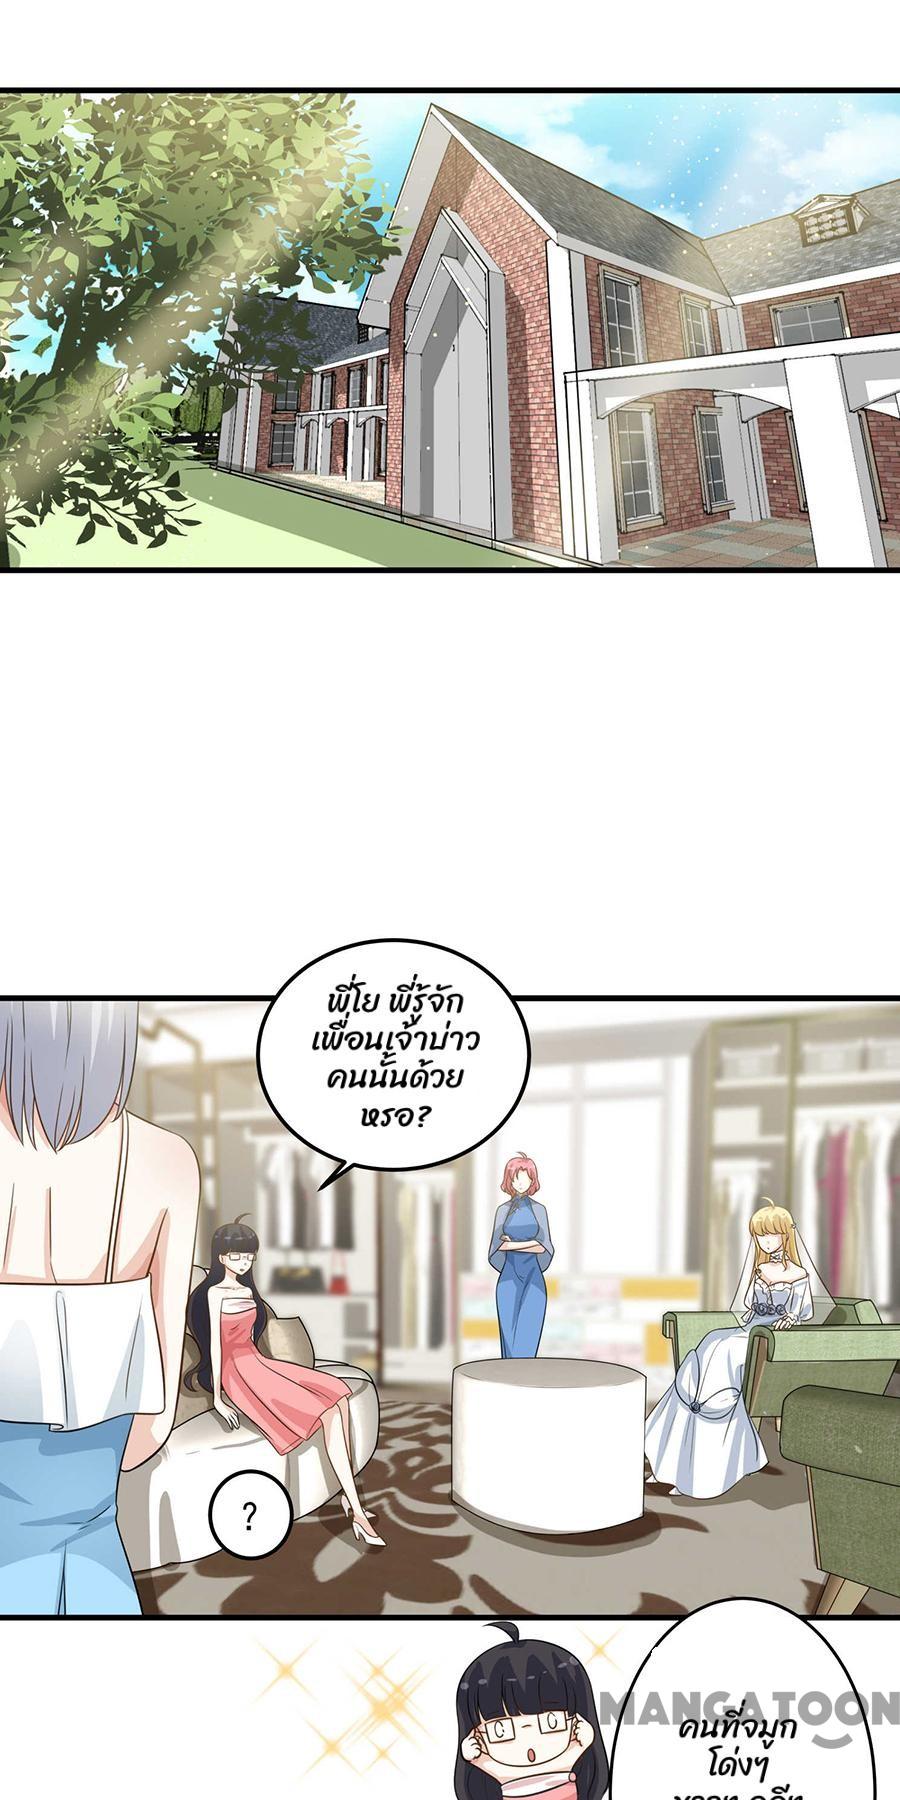 พี่โย พี่รู้จัก
เพื่อนเจ้าบ่าว
คนนั้นด้วย
หรอ?
?
MANGATOON
คนที่จมูก
โด่งๆ